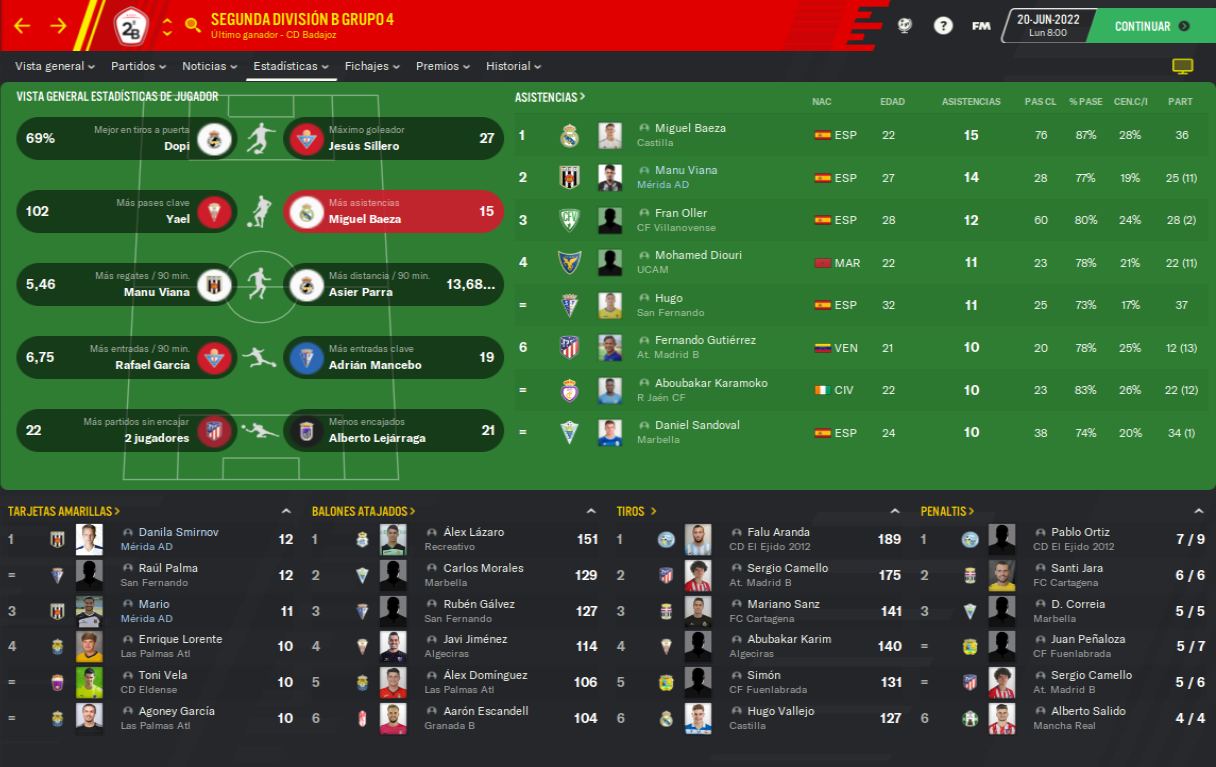 SEGUNDA DIVISIÓN B GRUPO 4
Último ganador - CD Badajoz
2ªB
?
FM
20-JUN-2022
Lun 8:00
CONTINUAR
Vista general
Partidos
Noticias
Estadísticas
Fichajes
Premios
Historial
VISTA GENERAL ESTADÍSTICAS DE JUGADOR
69%
Mejor en tiros a puerta
Dopi
Máximo goleador
Jesús Sillero
27
102
Más pases clave
Yael
Más asistencias
Miguel Baeza
15
5,46
Más regates / 90 min.
Manu Viana
Más distancia / 90 min.
Asier Parra
13,68...
6,75
Más entradas / 90 min.
Rafael García
Más entradas clave
Adrián Mancebo
19
22
Más partidos sin encajar
2 jugadores
Menos encajados
Alberto Lejárraga
21
ASISTENCIAS > NAC EDAD ASISTENCIAS PAS CL % PASE CEN.C/I PART
1 Miguel Baeza Castilla ESP 22 15 76 87% 28% 36
2 Manu Viana Mérida AD ESP 27 14 28 77% 19% 25 (11)
3 Fran Oller CF Villanovense ESP 28 12 60 80% 24% 28 (2)
4 Mohamed Diouri UCAM MAR 22 11 23 78% 21% 22 (11)
= Hugo San Fernando ESP 32 11 25 73% 17% 37
6 Fernando Gutiérrez At. Madrid B VEN 21 10 20 78% 25% 12 (13)
= Aboubakar Karamoko R Jaén CF CIV 22 10 23 83% 26% 22 (12)
= Daniel Sandoval Marbella ESP 24 10 38 74% 20% 34 (1)
TARJETAS AMARILLAS >
1 Danila Smirnov 12
Mérida AD
= Raúl Palma 12
San Fernando
3 Mario 11
Mérida AD
4 Enrique Lorente 10
Las Palmas Atl
= Toni Vela 10
CD Eldense
= Agoney García 10
Las Palmas Atl
BALONES ATAJADOS >
1 Álex Lázaro 151
Recreativo
2 Carlos Morales 129
Marbella
3 Rubén Gálvez 127
San Fernando
4 Javi Jiménez 114
Algeciras
5 Álex Domínguez 106
Las Palmas Atl
6 Aarón Escandell 104
Granada B
TIROS >
1 Falu Aranda 189
CD El Ejido 2012
2 Sergio Camello 175
At. Madrid B
3 Mariano Sanz 141
FC Cartagena
4 Abubakar Karim 140
Algeciras
5 Simón 131
CF Fuenlabrada
6 Hugo Vallejo 127
Castilla
PENALTIS >
1 Pablo Ortiz 7 / 9
CD El Ejido 2012
2 Santi Jara 6 / 6
FC Cartagena
3 D. Correia 5 / 5
Marbella
= Juan Peñaloza 5 / 7
CF Fuenlabrada
= Sergio Camello 5 / 6
At. Madrid B
6 Alberto Salido 4 / 4
Mancha Real